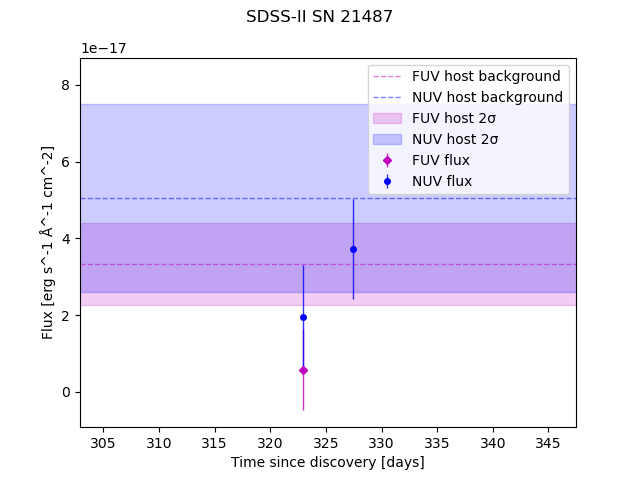 SDSS-II SN 21487
1e−17
FUV host background
NUV host background
FUV host 2σ
NUV host 2σ
FUV flux
NUV flux
8
6
4
2
0
Flux [erg s^-1 Å^-1 cm^-2]
305 310 315 320 325 330 335 340 345
Time since discovery [days]